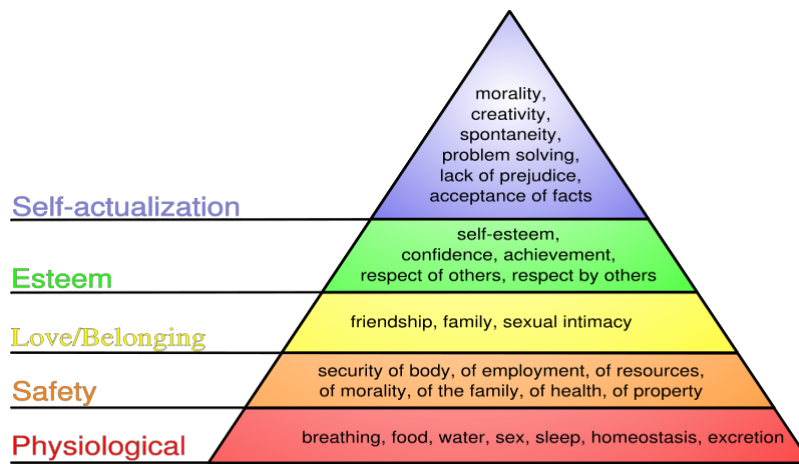 morality,
creativity,
spontaneity,
problem solving,
lack of prejudice,
acceptance of facts
Self-actualization
self-esteem,
confidence, achievement,
respect of others, respect by others
Esteem
friendship, family, sexual intimacy
Love/Belonging
security of body, of employment, of resources,
of morality, of the family, of health, of property
Safety
breathing, food, water, sex, sleep, homeostasis, excretion
Physiological